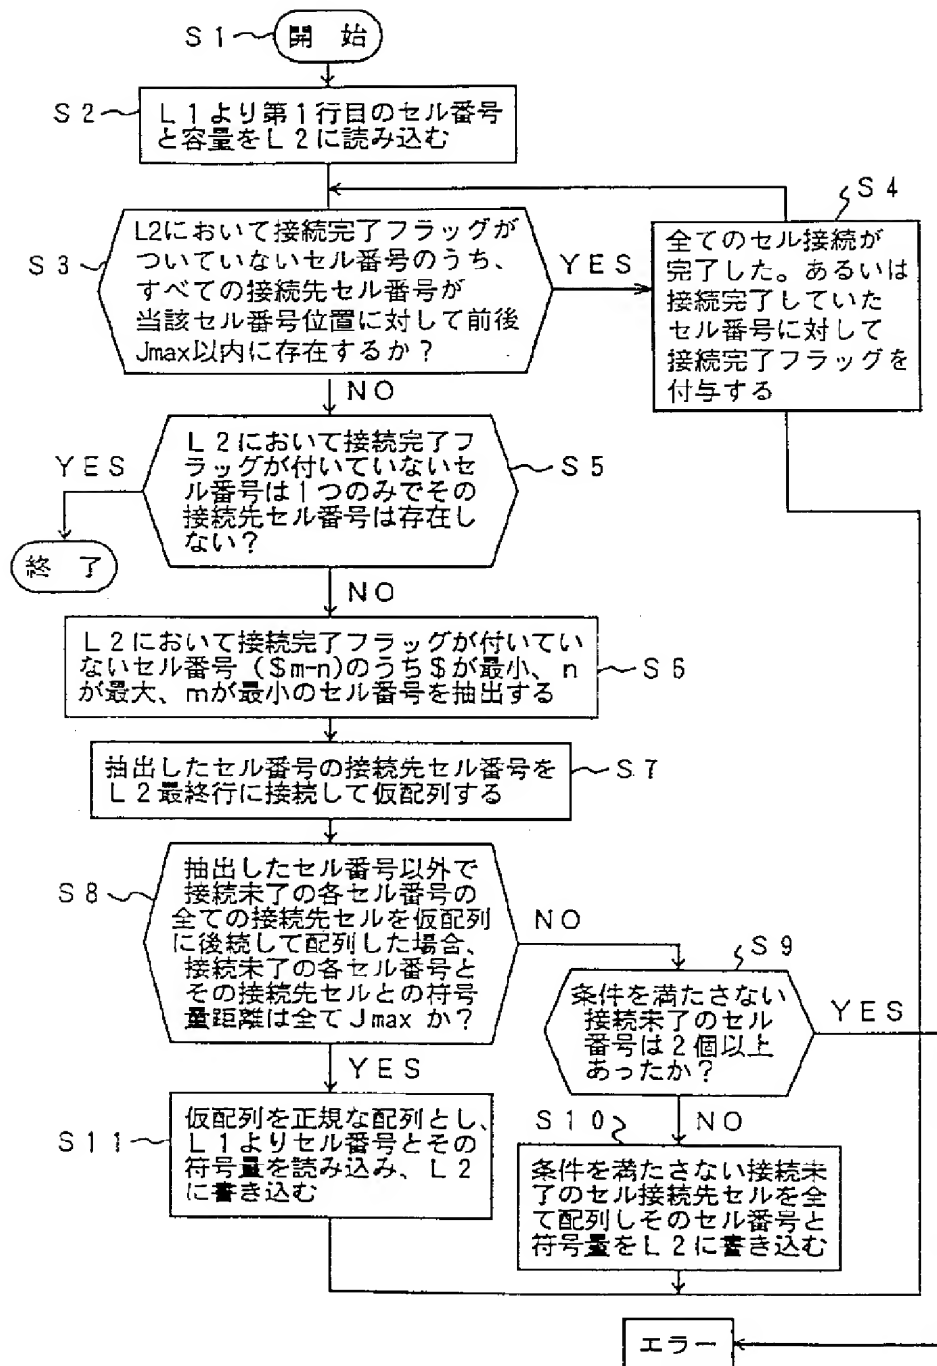 S1
開 始
S2
L1より第1行目のセル番号
と容量をL2に読み込む
S3
L2において接続完了フラッグが
ついていないセル番号のうち、
すべての接続先セル番号が
当該セル番号位置に対して前後
Jmax以内に存在するか?
YES
S4
全てのセル接続が
完了した。あるいは
接続完了していた
セル番号に対して
接続完了フラッグを
付与する
NO
L2において接続完了フ
ラッグが付いていないセ
ル番号は1つのみでその
接続先セル番号は存在し
ない?
S5
YES
終 了
NO
L2において接続完了フラッグが付いてい
ないセル番号($m-n)のうち$が最小、n
が最大、mが最小のセル番号を抽出する
S6
抽出したセル番号の接続先セル番号を
L2最終行に接続して仮配列する
S7
S8
抽出したセル番号以外で
接続未了の各セル番号の
全ての接続先セルを仮配列
に後続して配列した場合、
接続未了の各セル番号と
その接続先セルとの符号
量距離は全てJmaxか?
NO
S9
条件を満たさない
接続未了のセル
番号は2個以上
あったか?
YES
YES
S11
仮配列を正規な配列とし、
L1よりセル番号とその
符号量を読み込み、L2
に書き込む
NO
S10
条件を満たさない接続未
了のセル接続先セルを全
て配列しそのセル番号と
符号量をL2に書き込む
エラー